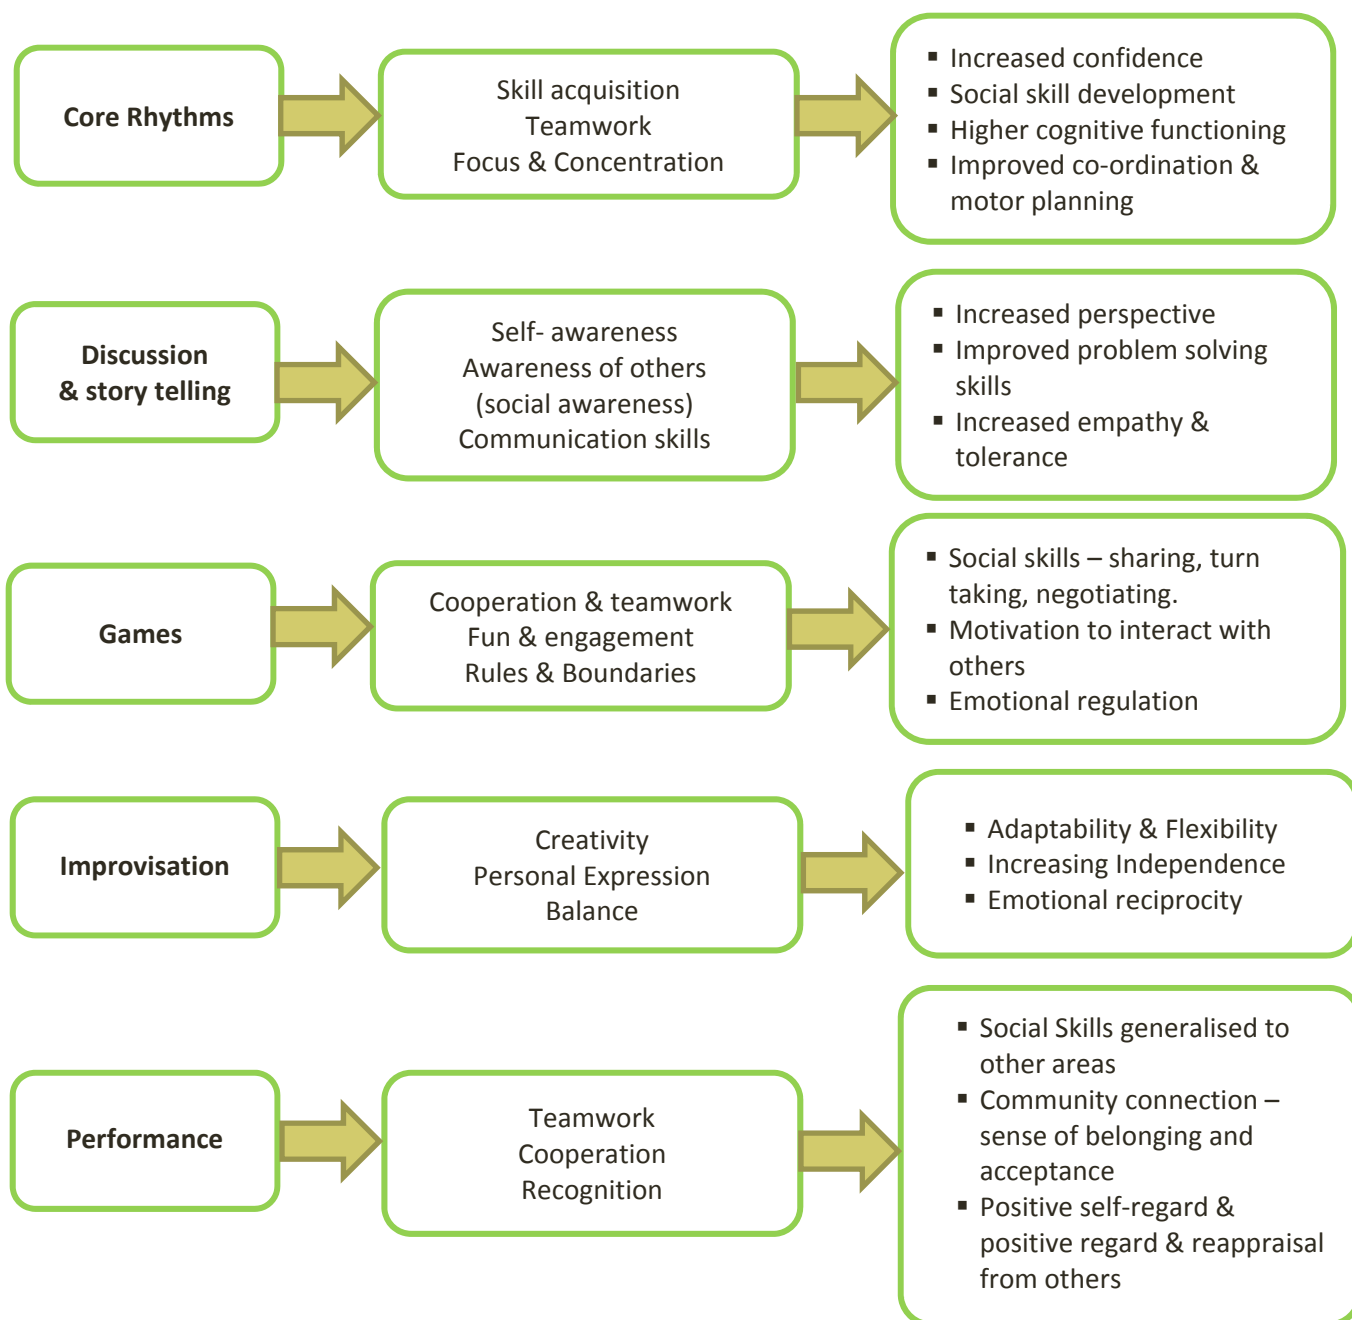 Core Rhythms
Skill acquisition
Teamwork
Focus & Concentration
▪ Increased confidence
▪ Social skill development
▪ Higher cognitive functioning
▪ Improved co-ordination &
motor planning
Discussion
& story telling
Self- awareness
Awareness of others
(social awareness)
Communication skills
▪ Increased perspective
▪ Improved problem solving
skills
▪ Increased empathy &
tolerance
Games
Cooperation & teamwork
Fun & engagement
Rules & Boundaries
▪ Social skills – sharing, turn
taking, negotiating.
▪ Motivation to interact with
others
▪ Emotional regulation
Improvisation
Creativity
Personal Expression
Balance
▪ Adaptability & Flexibility
▪ Increasing Independence
▪ Emotional reciprocity
Performance
Teamwork
Cooperation
Recognition
▪ Social Skills generalised to
other areas
▪ Community connection –
sense of belonging and
acceptance
▪ Positive self-regard &
positive regard & reappraisal
from others